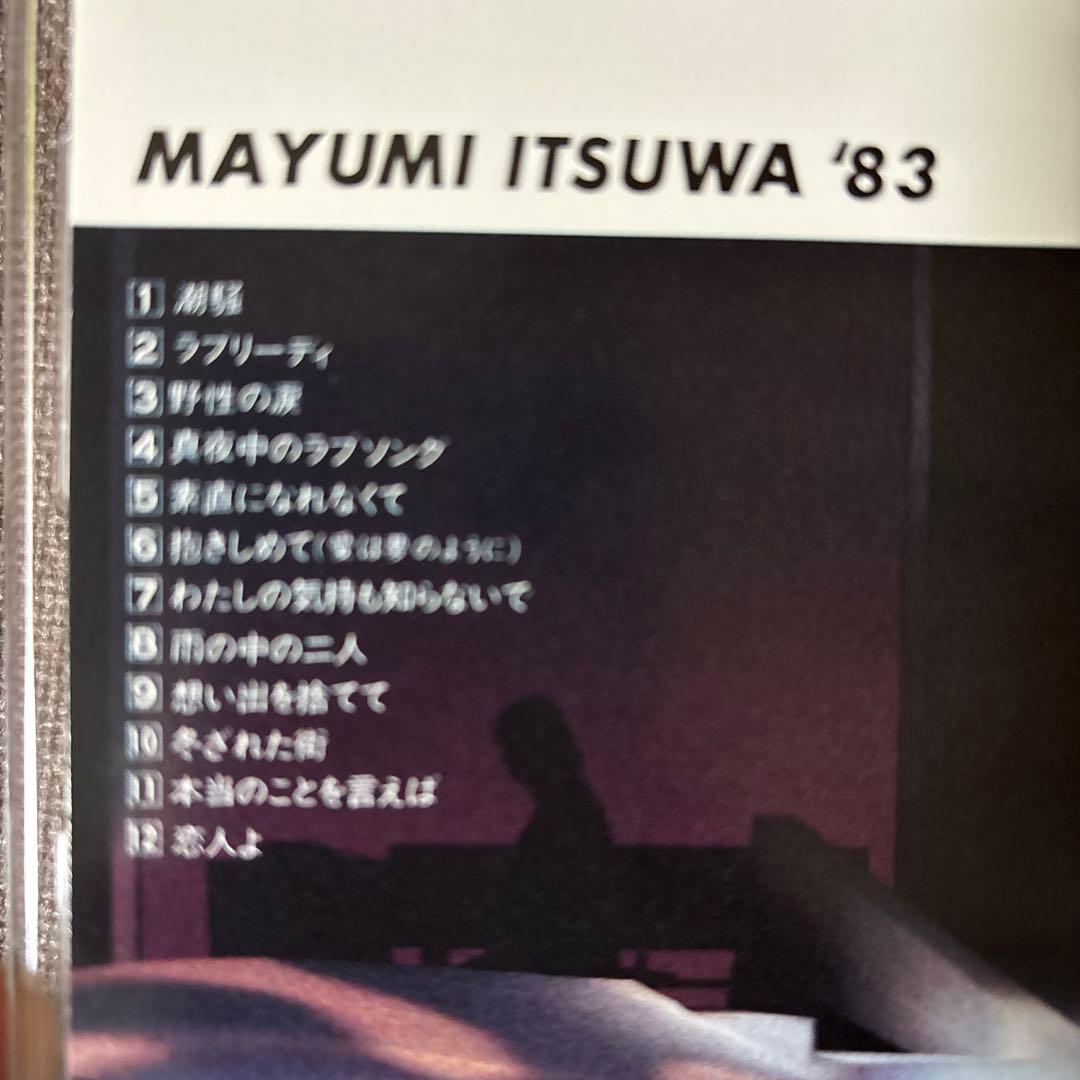 MAYUMI ITSUWA '83
1 潮騒
2 ラブリーディ
3 野性の涙
4 真夜中のラブソング
5 素直になれなくて
6 抱きしめて(愛は夢のように)
7 わたしの気持も知らないで
8 雨の中の二人
9 想い出を捨てて
10 冬ざれた街
11 本当のことを言えば
12 恋人よ